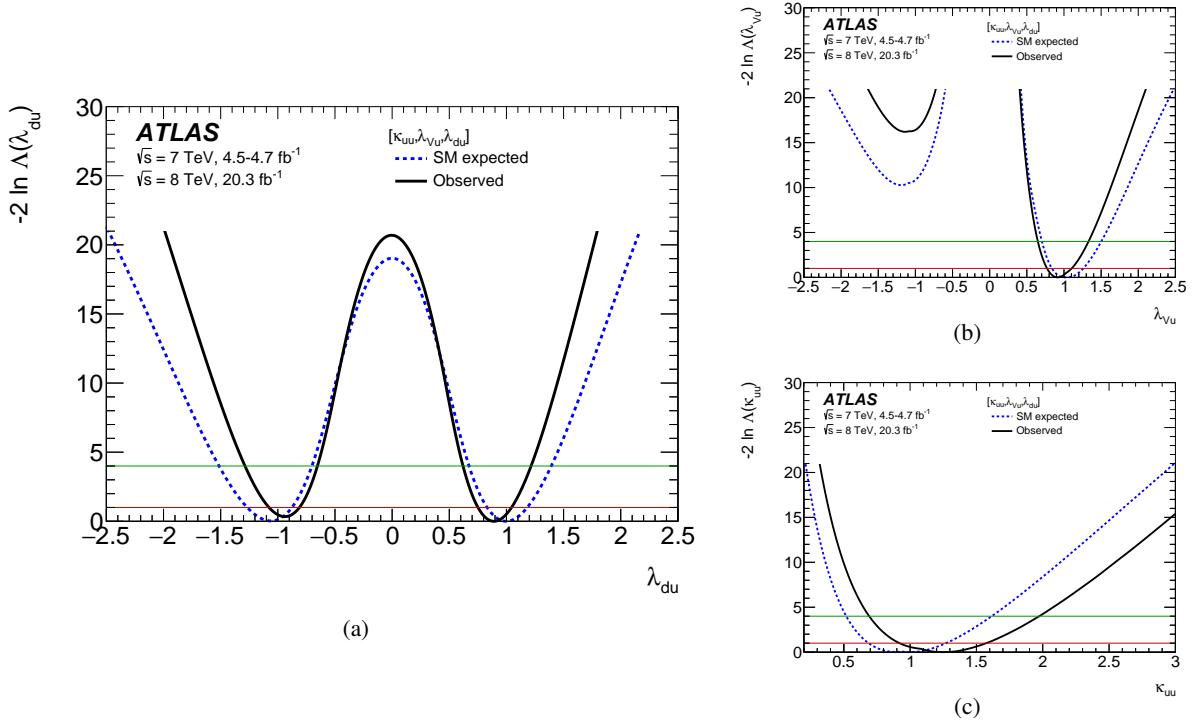 -2 ln Λ(λdu)
30
25
20
15
10
5
0
ATLAS
√s = 7 TeV, 4.5-4.7 fb-1
√s = 8 TeV, 20.3 fb-1
[κuu,λVu,λdu]
SM expected
Observed
−2.5 −2 −1.5 −1 −0.5 0 0.5 1 1.5 2 2.5
λdu
(a)
-2 ln Λ(λVu)
30
25
20
15
10
5
0
ATLAS
√s = 7 TeV, 4.5-4.7 fb-1
√s = 8 TeV, 20.3 fb-1
[κuu,λVu,λdu]
SM expected
Observed
−2.5 −2 −1.5 −1 −0.5 0 0.5 1 1.5 2 2.5
λVu
(b)
-2 ln Λ(κuu)
30
25
20
15
10
5
0
ATLAS
√s = 7 TeV, 4.5-4.7 fb-1
√s = 8 TeV, 20.3 fb-1
[κuu,λVu,λdu]
SM expected
Observed
0.5 1 1.5 2 2.5 3
κuu
(c)